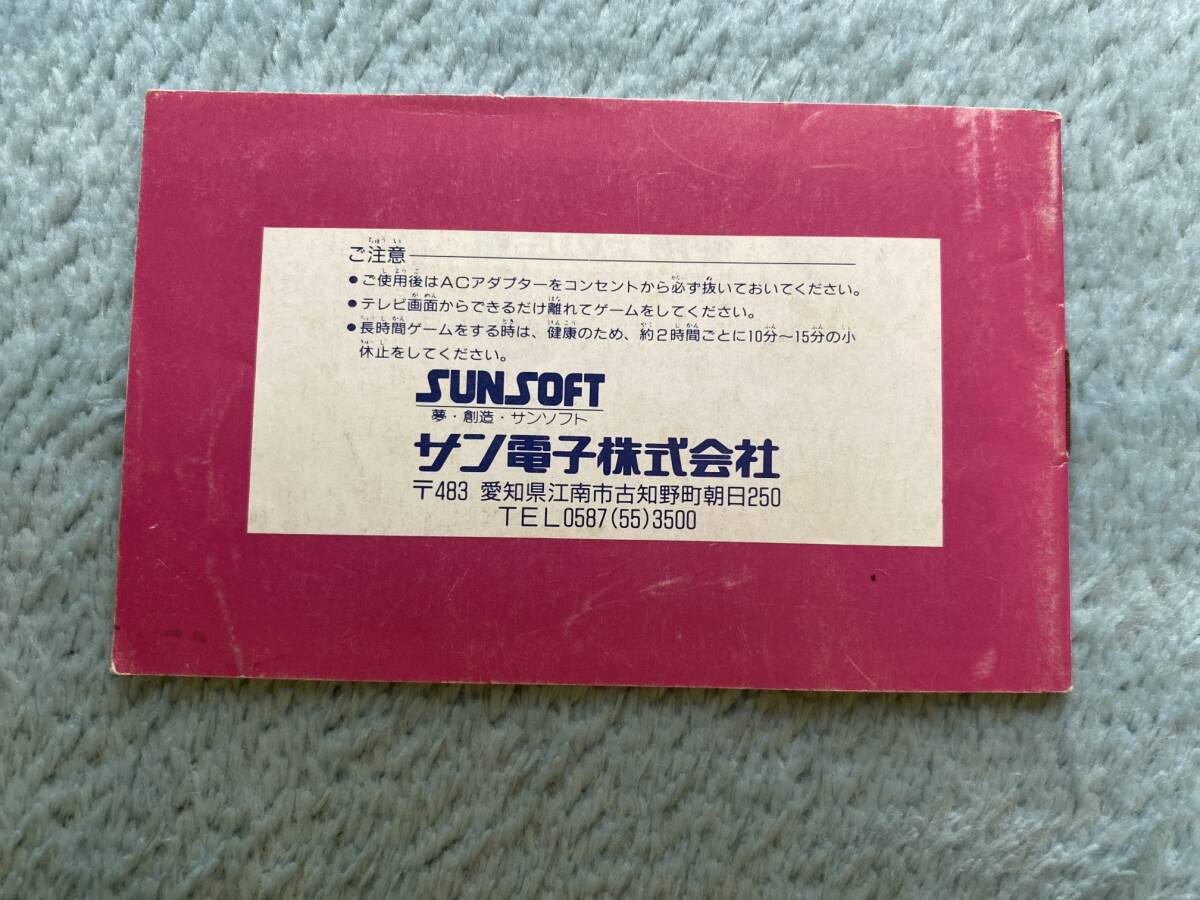 ご注意
●ご使用後はACアダプターをコンセントから必ず抜いておいてください。
●テレビ画面からできるだけ離れてゲームをしてください。
●長時間ゲームをする時は、健康のため、約2時間ごとに10分〜15分の小
休止をしてください。
SUNSOFT
夢・創造・サンソフト
サン電子株式会社
〒483 愛知県江南市古知野町朝日250
TEL0587(55)3500